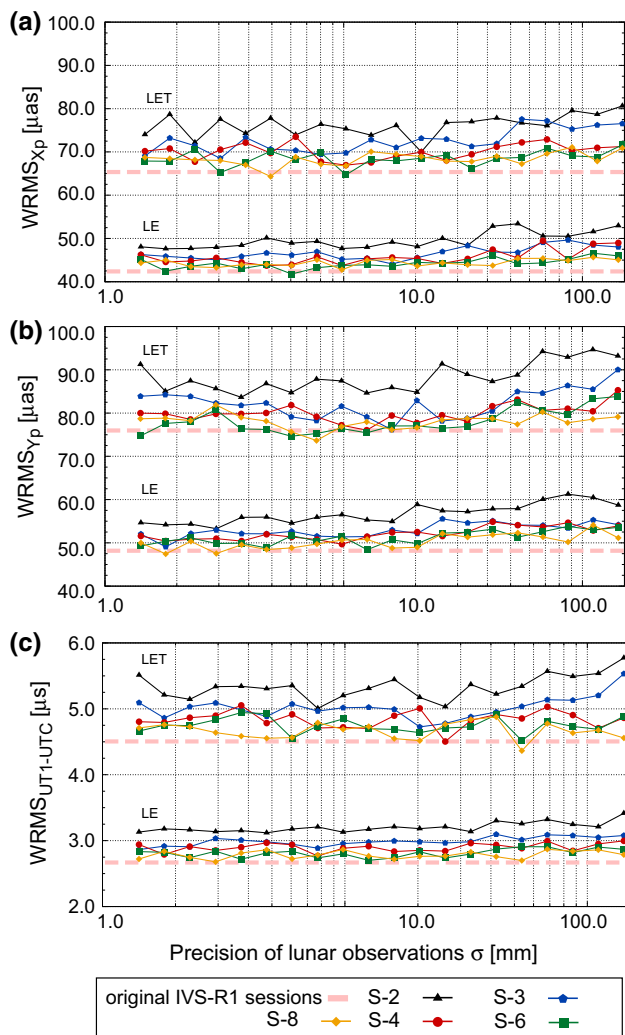 (a)
100.0
90.0
80.0
70.0
60.0
50.0
40.0
WRMS_Xp [µas]
LET
LE
1.0 10.0 100.0
(b)
100.0
90.0
80.0
70.0
60.0
50.0
40.0
WRMS_Yp [µas]
LET
LE
1.0 10.0 100.0
(c)
6.0
5.0
4.0
3.0
2.0
WRMS_UT1-UTC [µs]
LET
LE
1.0 10.0 100.0
Precision of lunar observations σ [mm]
original IVS-R1 sessions S-2 S-3
S-8 S-4 S-6